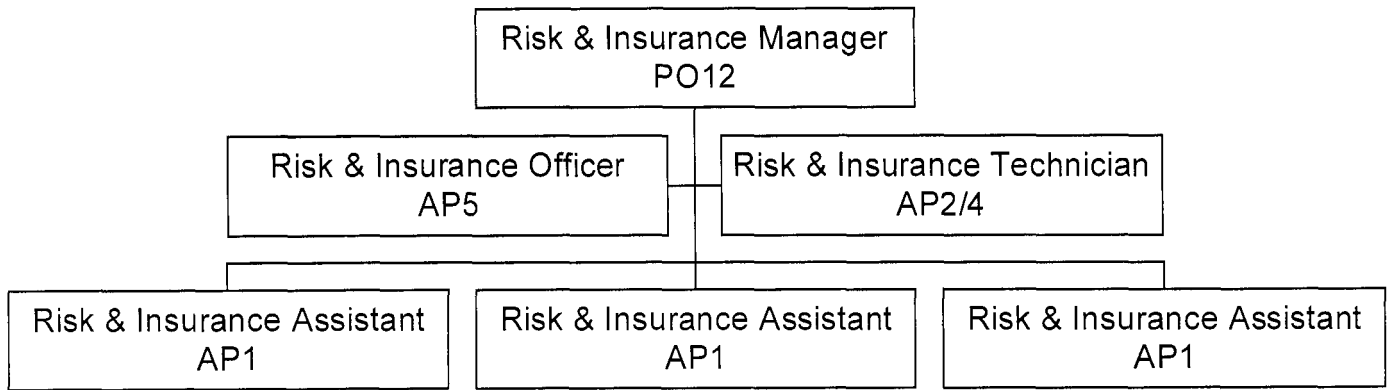 Risk & Insurance Manager
PO12
Risk & Insurance Officer
AP5
Risk & Insurance Technician
AP2/4
Risk & Insurance Assistant
AP1
Risk & Insurance Assistant
AP1
Risk & Insurance Assistant
AP1